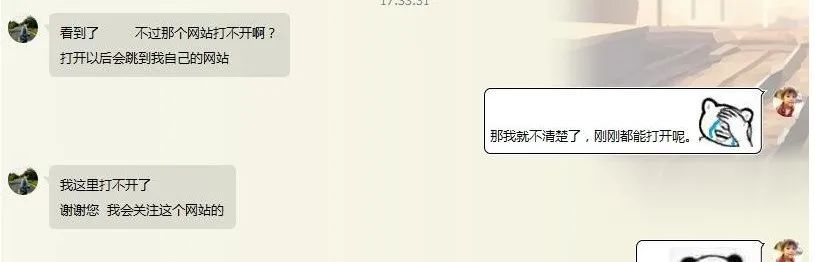 17:33:31
看到了 不过那个网站打不开啊？
打开以后会跳到我自己的网站
那我就不清楚了，刚刚都能打开呢。
我这里打不开了
谢谢您 我会关注这个网站的